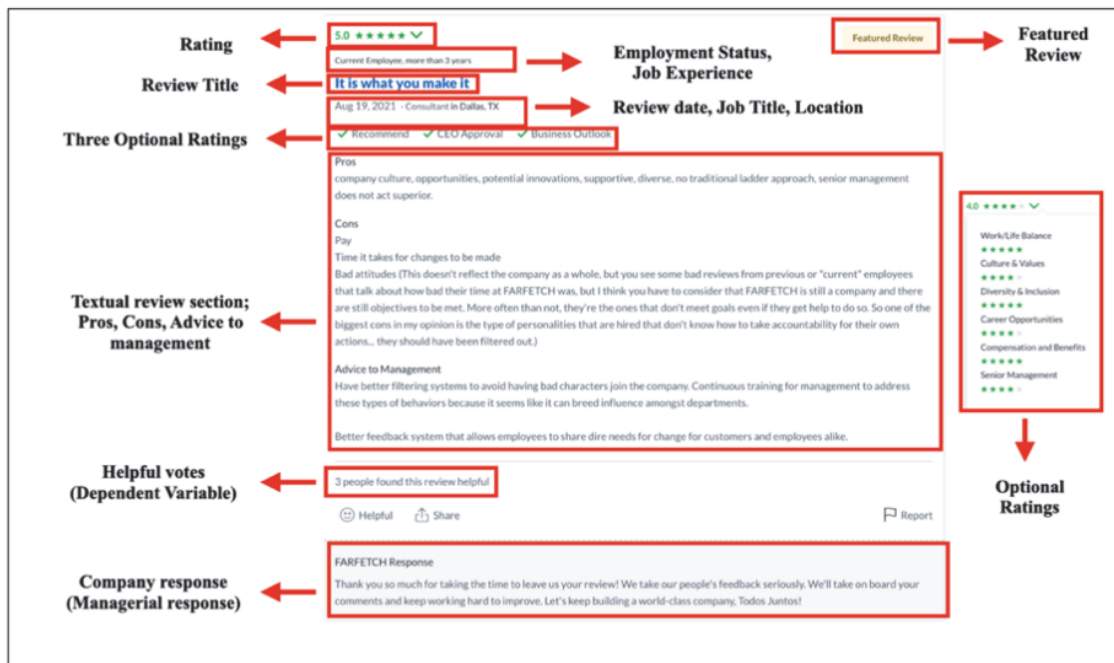 Rating
5.0 ★★★★★
Current Employee, more than 3 years
Employment Status,
Job Experience
Featured Review
Featured
Review
Review Title
It is what you make it
Aug 19, 2021 - Consultant in Dallas, TX
Review date, Job Title, Location
Three Optional Ratings
✓ Recommend ✓ CEO Approval ✓ Business Outlook
Textual review section;
Pros, Cons, Advice to
management
Pros
company culture, opportunities, potential innovations, supportive, diverse, no traditional ladder approach, senior management
does not act superior.
Cons
Pay
Time it takes for changes to be made
Bad attitudes (This doesn't reflect the company as a whole, but you see some bad reviews from previous or "current" employees
that talk about how bad their time at FARFETCH was, but I think you have to consider that FARFETCH is still a company and there
are still objectives to be met. More often than not, they're the ones that don't meet goals even if they get help to do so. So one of the
biggest cons in my opinion is the type of personalities that are hired that don't know how to take accountability for their own
actions... they should have been filtered out.)
Advice to Management
Have better filtering systems to avoid having bad characters join the company. Continuous training for management to address
these types of behaviors because it seems like it can breed influence amongst departments.
Better feedback system that allows employees to share dire needs for change for customers and employees alike.
4.0 ★★★★★
Work/Life Balance
★★★★★
Culture & Values
★★★★★
Diversity & Inclusion
★★★★★
Career Opportunities
★★★★★
Compensation and Benefits
★★★★★
Senior Management
★★★★★
Optional
Ratings
Helpful votes
(Dependent Variable)
3 people found this review helpful
Helpful Share
Report
Company response
(Managerial response)
FARFETCH Response
Thank you so much for taking the time to leave us your review! We take our people's feedback seriously. We'll take on board your
comments and keep working hard to improve. Let's keep building a world-class company, Todos Juntos!